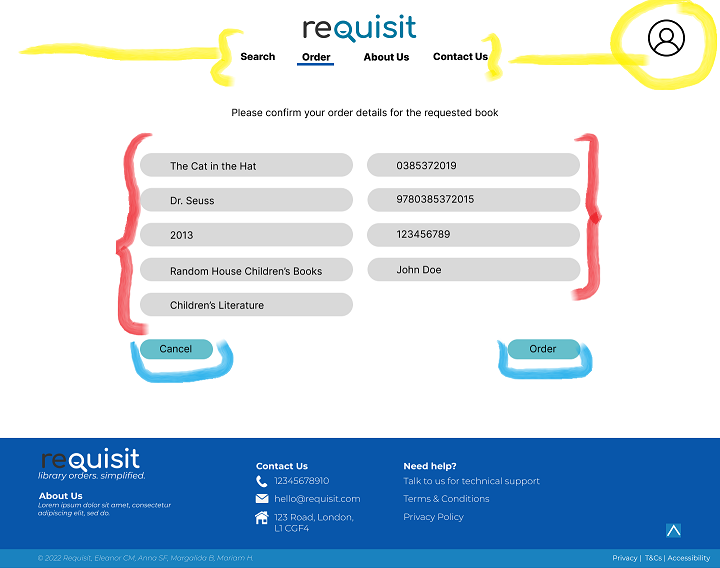 requisit
Search Order About Us Contact Us
Please confirm your order details for the requested book
The Cat in the Hat 0385372019
Dr. Seuss 9780385372015
2013 123456789
Random House Children's Books John Doe
Children's Literature
Cancel Order
requisit
library orders. simplified.
About Us
Lorem ipsum dolor sit amet, consectetur
adipiscing elit, sed do.
Contact Us
12345678910
hello@requisit.com
123 Road, London,
L1 CGF4
Need help?
Talk to us for technical support
Terms & Conditions
Privacy Policy
© 2022 Requisit, Eleanor CM, Anna SF, Margarida B, Mariam H.
Privacy | T&Cs | Accessibility